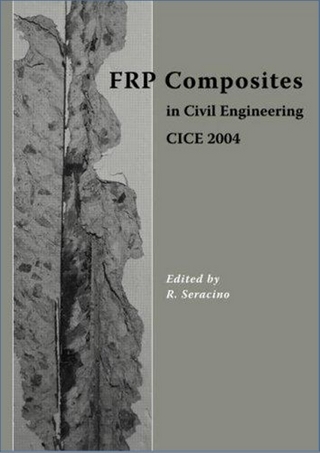 FRP Composites
in Civil Engineering
CICE 2004
Edited by
R. Seracino